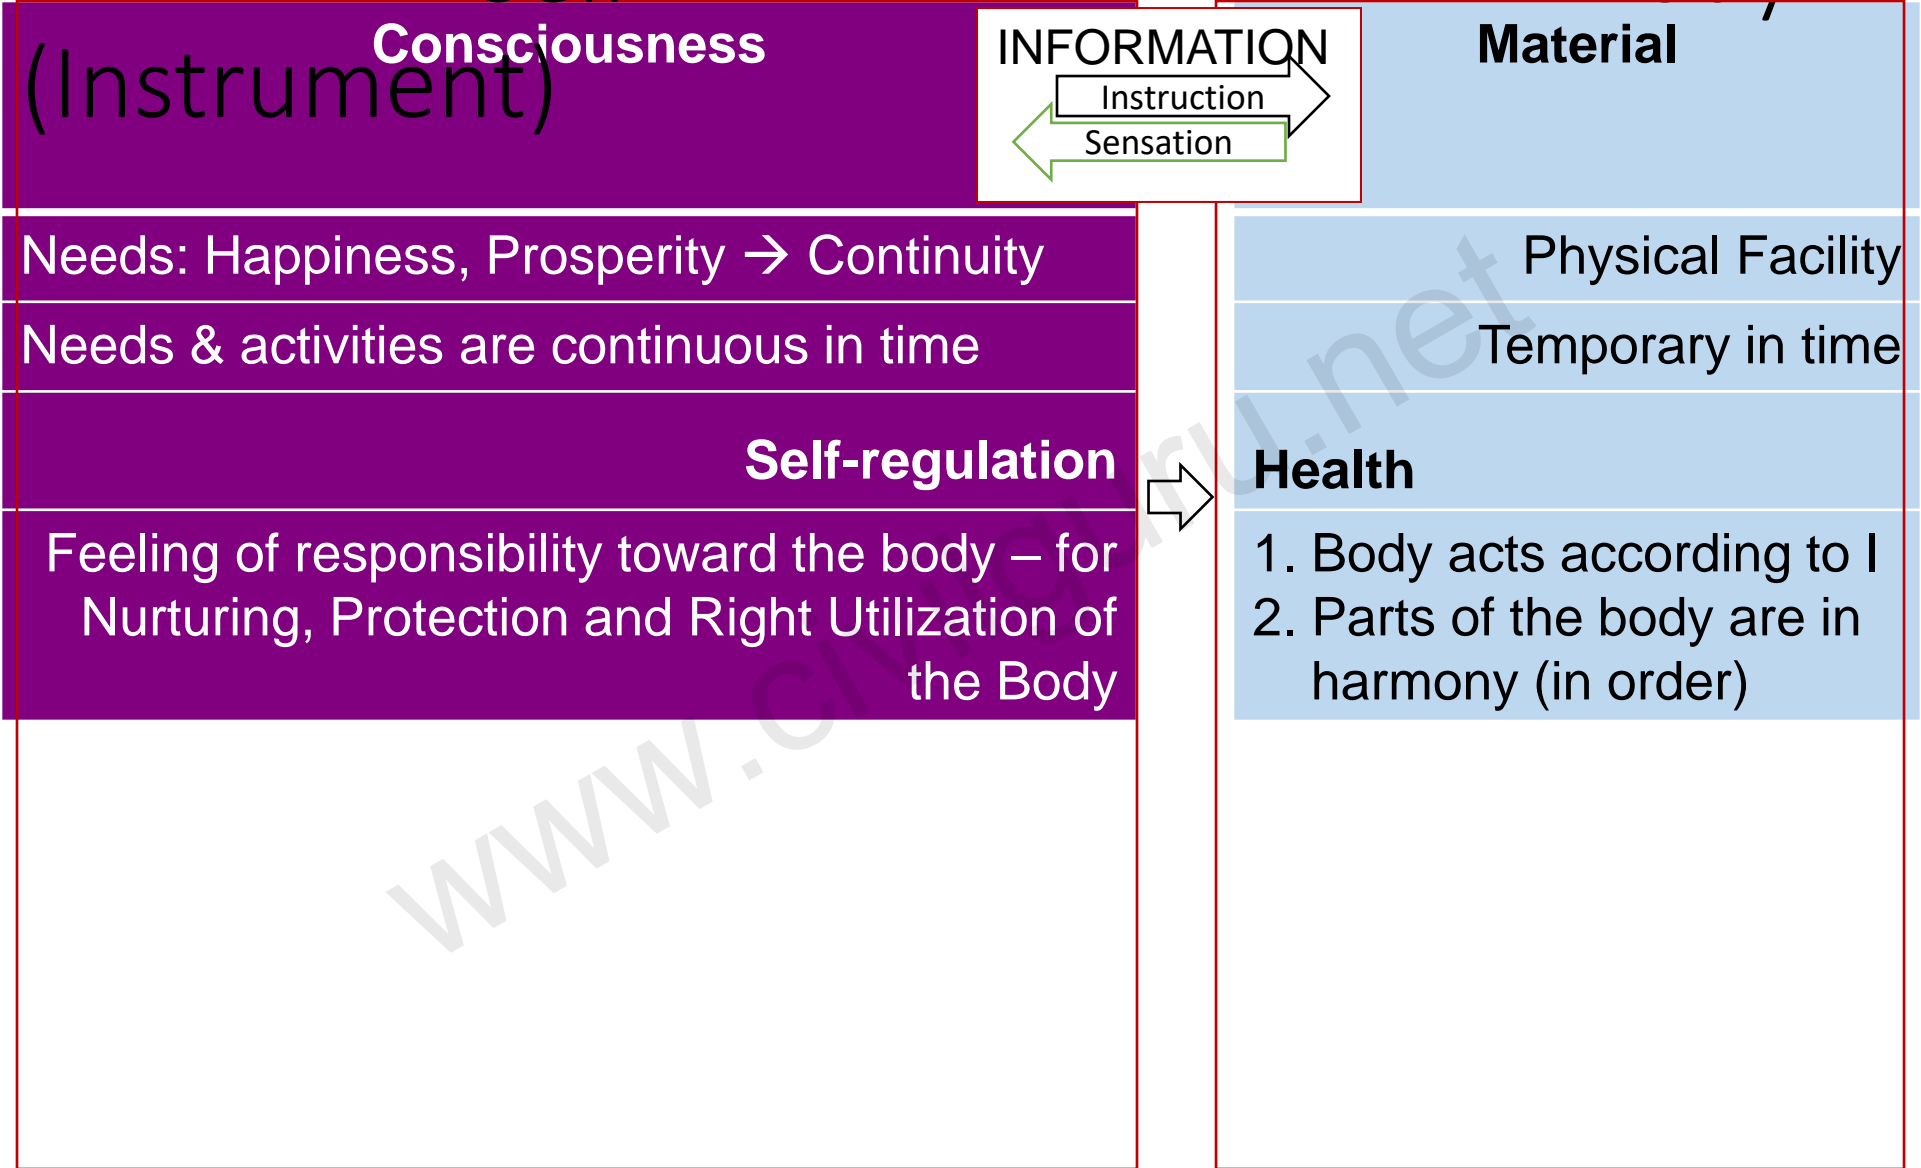 (Instrument)
Consciousness
INFORMATION
Instruction
Sensation
Material
Needs: Happiness, Prosperity → Continuity
Physical Facility
Needs & activities are continuous in time
Temporary in time
Self-regulation
Health
Feeling of responsibility toward the body – for
Nurturing, Protection and Right Utilization of
the Body
1. Body acts according to I
2. Parts of the body are in
harmony (in order)
www.civilguru.net